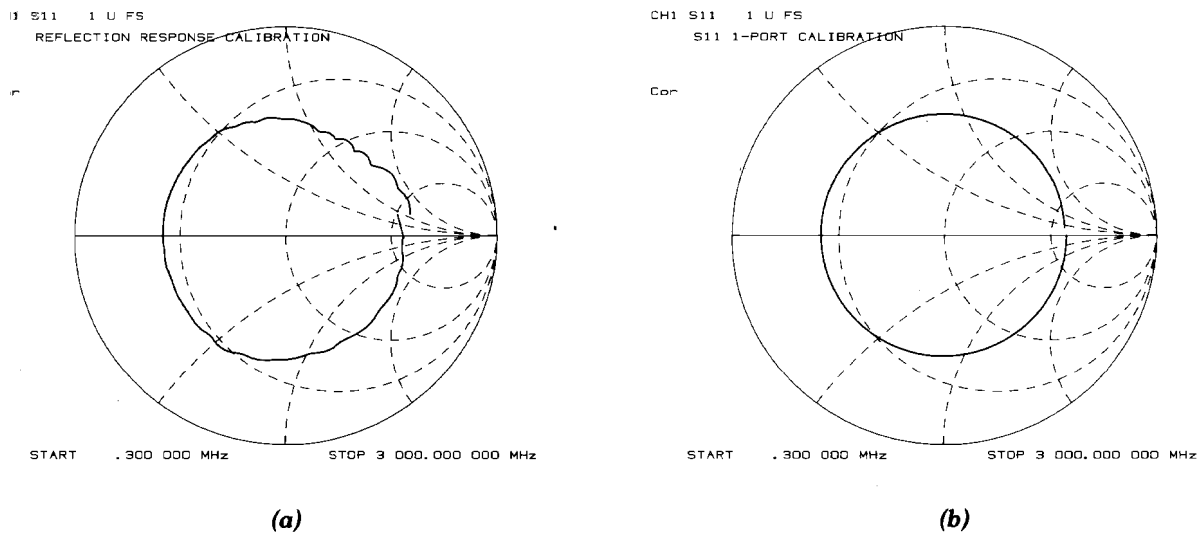 S11 1 U FS
REFLECTION RESPONSE CALIBRATION
START .300 000 MHz STOP 3 000.000 000 MHz
(a)
CH1 S11 1 U FS
S11 1-PORT CALIBRATION
Cor
START .300 000 MHz STOP 3 000.000 000 MHz
(b)